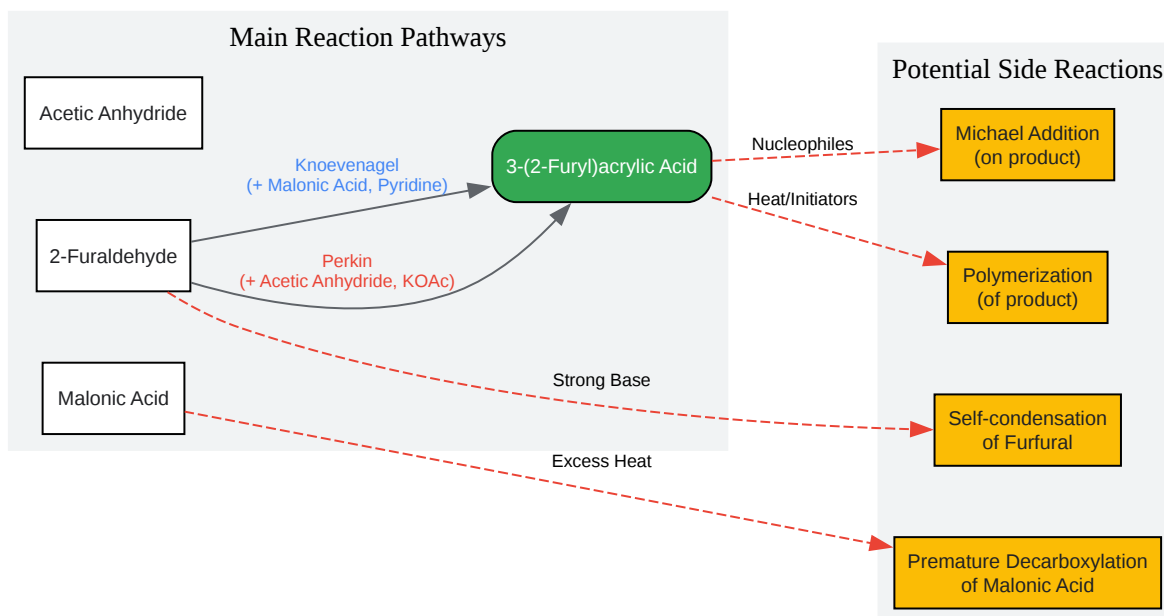 Main Reaction Pathways
Acetic Anhydride
Knoevenagel
(+ Malonic Acid, Pyridine)
3-(2-Furyl)acrylic Acid
2-Furaldehyde
Perkin
(+ Acetic Anhydride, KOAc)
Malonic Acid
Nucleophiles
Heat/Initiators
Strong Base
Excess Heat
Potential Side Reactions
Michael Addition
(on product)
Polymerization
(of product)
Self-condensation
of Furfural
Premature Decarboxylation
of Malonic Acid